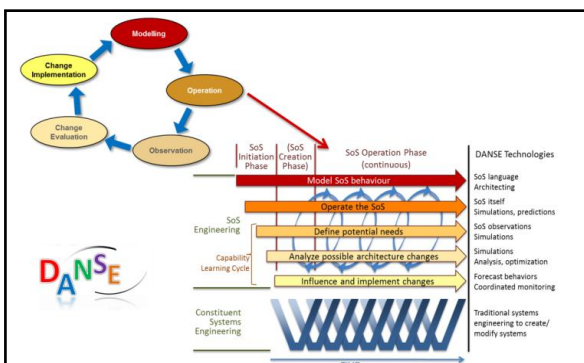 Modelling
Change
Implementation
Operation
Change
Evaluation
Observation
SoS
Initiation
Phase
(SoS
Creation
Phase)
SoS Operation Phase
(continuous)
DANSE Technologies
Model SoS behaviour
SoS language
Architecting
Operate the SoS
SoS itself
Simulations, predictions
SoS
Engineering
Define potential needs
SoS observations
Simulations
Capability
Learning Cycle
Analyze possible architecture changes
Simulations
Analysis, optimization
Influence and implement changes
Forecast behaviors
Coordinated monitoring
DANSE
Constituent
Systems
Engineering
Traditional systems
engineering to create/
modify systems